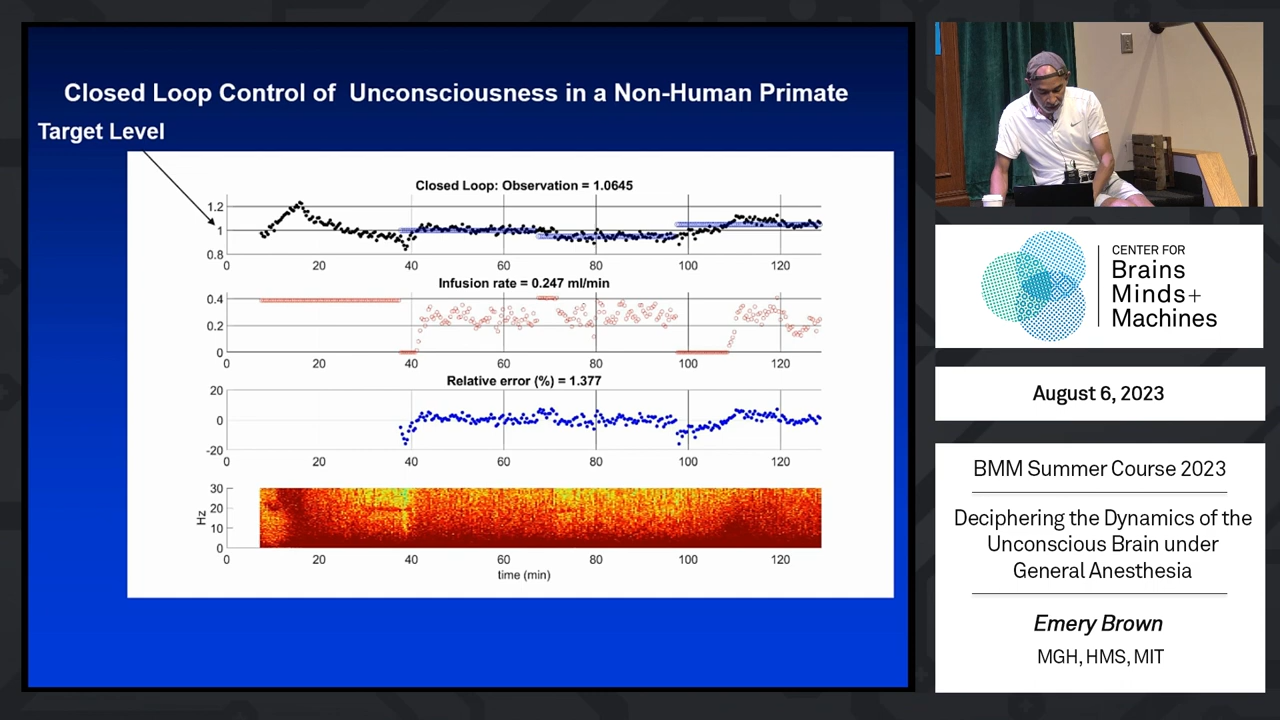 Closed Loop Control of Unconsciousness in a Non-Human Primate
Target Level
Closed Loop: Observation = 1.0645
1.2
1
0.8
0 20 40 60 80 100 120
Infusion rate = 0.247 ml/min
0.4
0.2
0
0 20 40 60 80 100 120
Relative error (%) = 1.377
20
0
-20
0 20 40 60 80 100 120
30
20
10
0
Hz
0 20 40 60 80 100 120
time (min)
CENTER FOR
Brains
Minds+
Machines
August 6, 2023
BMM Summer Course 2023
Deciphering the Dynamics of the
Unconscious Brain under
General Anesthesia
Emery Brown
MGH, HMS, MIT